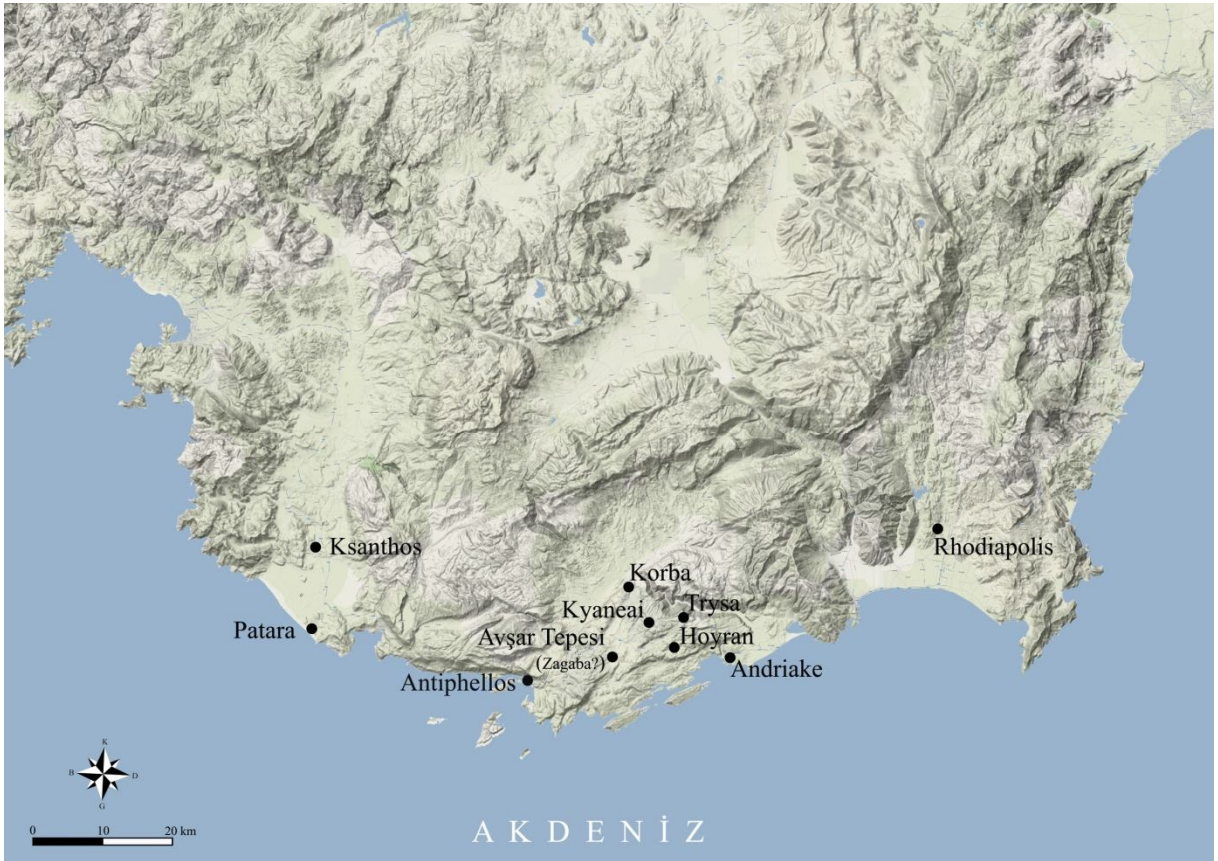 Ksanthos
Rhodiapolis
Korba
Trysa
Kyaneai
Patara
Avşar Tepesi
(Zagaba?)
Hoyran
Andriake
Antiphellos
K
B
D
G
0 10 20 km
AKDENİZ